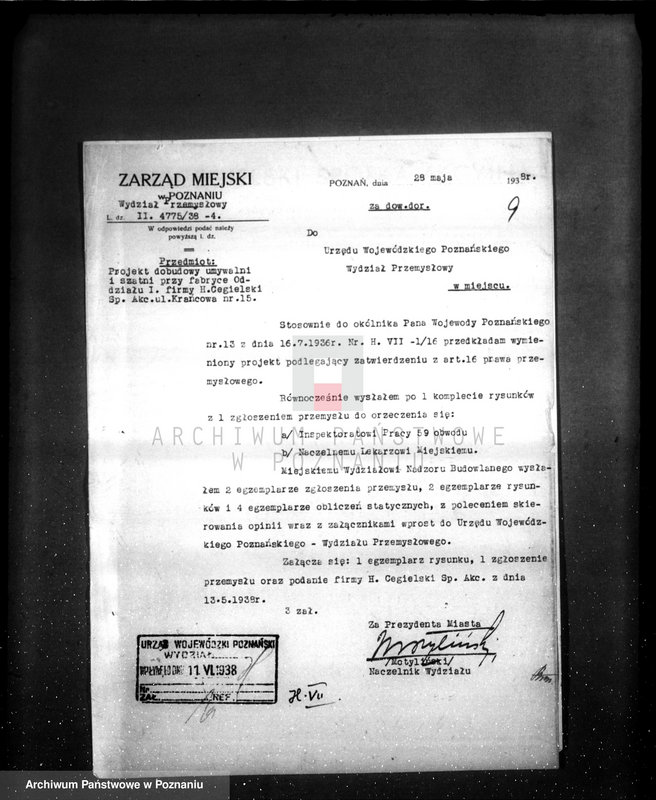 ZARZĄD MIEJSKI
w POZNANIU
Wydział Przemysłowy
L. dz. II. 4775/38 -4.
W odpowiedzi podać należy
powyższą l. dz.
Przedmiot:
Projekt dobudowy umywalni
i szatni przy fabryce Od-
działu I. firmy H.Cegielski
Sp. Akc.ul.Krańcowa nr.15.
POZNAŃ, dnia 28 maja 1938r.
za dow.dor.
9
Do
Urzędu Wojewódzkiego Poznańskiego
Wydział Przemysłowy
w miejscu.
Stosownie do okólnika Pana Wojewody Poznańskiego
nr.13 z dnia 16.7.1936r. Nr. H. VII -1/16 przedkładam wymie-
niony projekt podlegający zatwierdzeniu z art.16 prawa prze-
mysłowego.
Równocześnie wysłałem po 1 komplecie rysunków
z 1 zgłoszeniem przemysłu do orzeczenia się:
a/ Inspektoratowi Pracy 59 obwodu
b/ Naczelnemu Lekarzowi Miejskiemu.
Miejskiemu Wydziałowi Nadzoru Budowlanego wysła-
łem 2 egzemplarze zgłoszenia przemysłu, 2 egzemplarze rysun-
ków i 4 egzemplarze obliczeń statycznych, z poleceniem skie-
rowania opinii wraz z załącznikami wprost do Urzędu Wojewódz-
kiego Poznańskiego - Wydziału Przemysłowego.
Załącza się: 1 egzemplarz rysunku, 1 zgłoszenie
przemysłu oraz podanie firmy H. Cegielski Sp. Akc. z dnia
13.5.1938r.
3 zał.
Za Prezydenta Miasta
/Motyliński/
Naczelnik Wydziału
URZĄD WOJEWÓDZKI POZNAŃSKI
WYDZIAŁ
11 VI. 1938
Nr.
ZAŁ. REF.
H. VII
ARCHIWUM PAŃSTWOWE
W POZNANIU
Archiwum Państwowe w Poznaniu